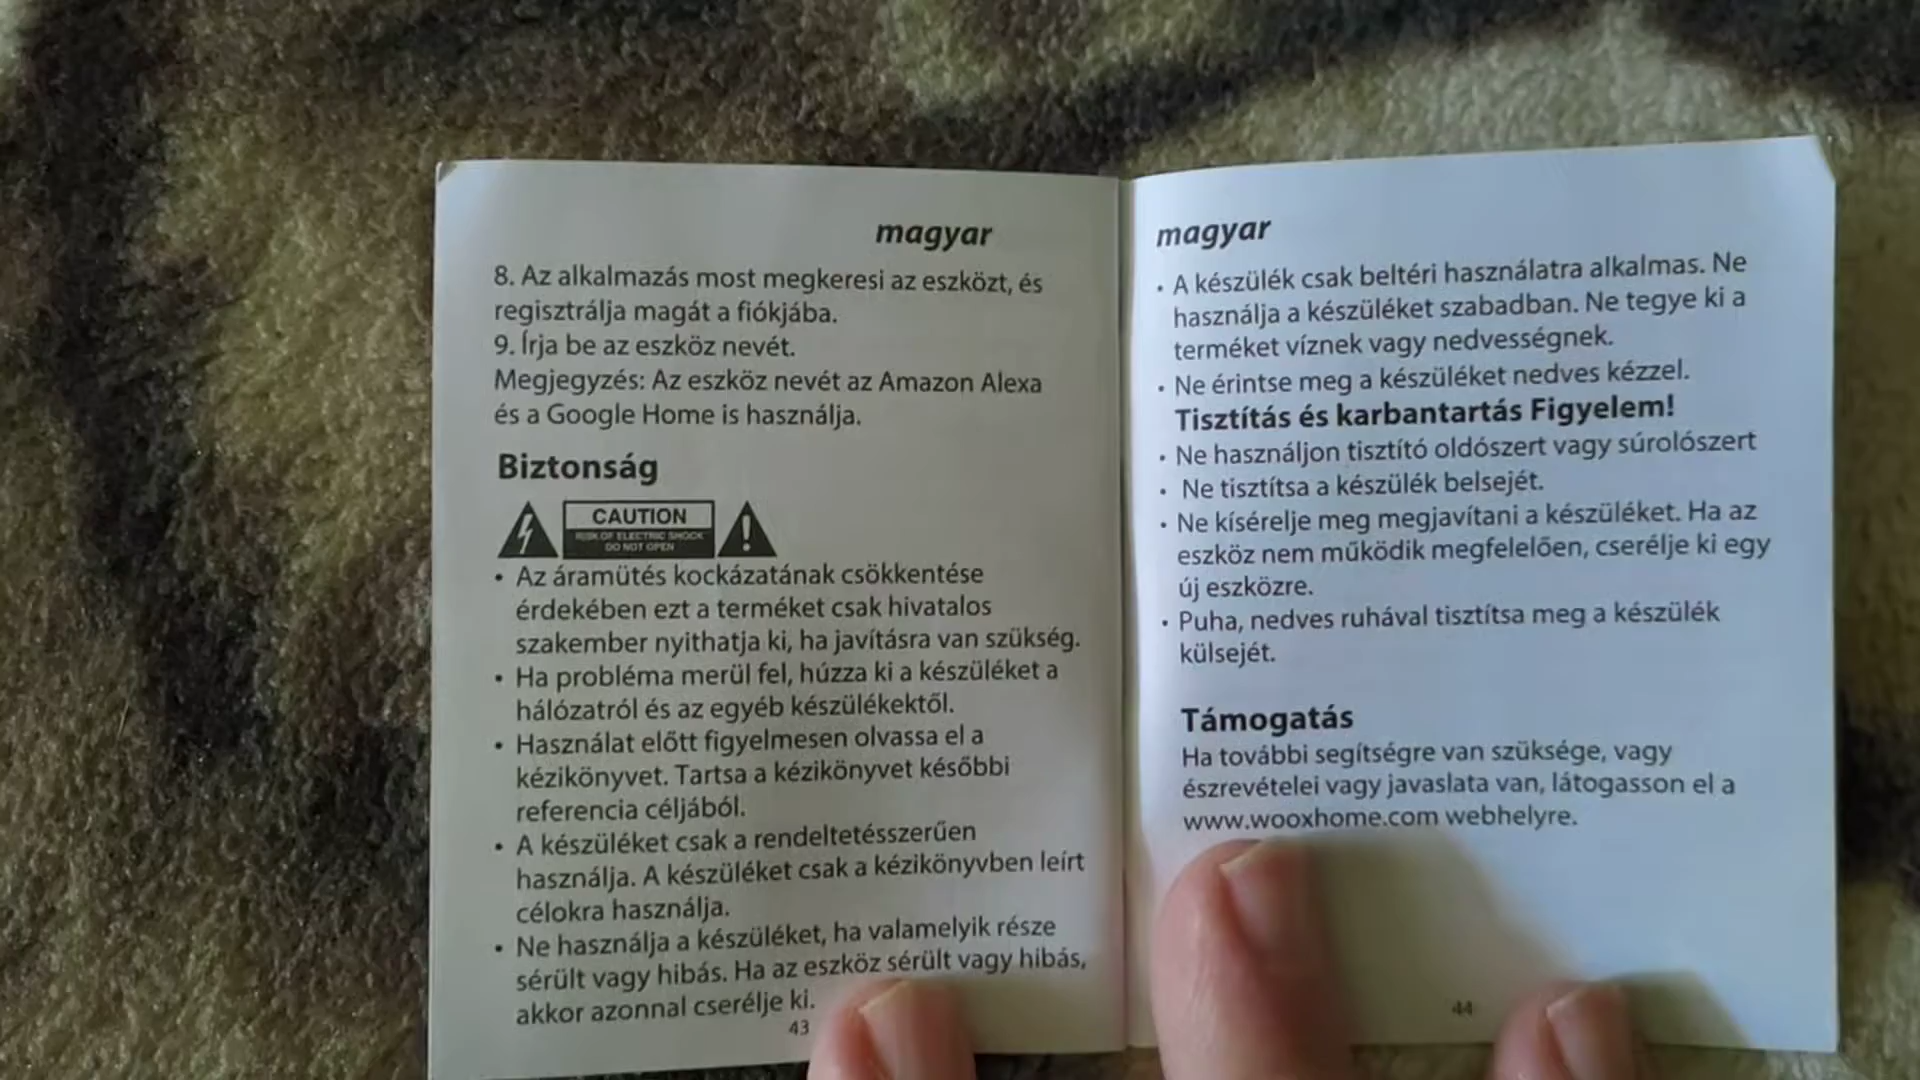 magyar
8. Az alkalmazás most megkeresi az eszközt, és
regisztrálja magát a fiókjába.
9. Írja be az eszköz nevét.
Megjegyzés: Az eszköz nevét az Amazon Alexa
és a Google Home is használja.
Biztonság
CAUTION
RISK OF ELECTRIC SHOCK
DO NOT OPEN
• Az áramütés kockázatának csökkentése
érdekében ezt a terméket csak hivatalos
szakember nyithatja ki, ha javításra van szükség.
• Ha probléma merül fel, húzza ki a készüléket a
hálózatról és az egyéb készülékektől.
• Használat előtt figyelmesen olvassa el a
kézikönyvet. Tartsa a kézikönyvet későbbi
referencia céljából.
• A készüléket csak a rendeltetésszerűen
használja. A készüléket csak a kézikönyvben leírt
célokra használja.
• Ne használja a készüléket, ha valamelyik része
sérült vagy hibás. Ha az eszköz sérült vagy hibás,
akkor azonnal cserélje ki.
43
magyar
• A készülék csak beltéri használatra alkalmas. Ne
használja a készüléket szabadban. Ne tegye ki a
terméket víznek vagy nedvességnek.
• Ne érintse meg a készüléket nedves kézzel.
Tisztítás és karbantartás Figyelem!
• Ne használjon tisztító oldószert vagy súrolószert
• Ne tisztítsa a készülék belsejét.
• Ne kísérelje meg megjavítani a készüléket. Ha az
eszköz nem működik megfelelően, cserélje ki egy
új eszközre.
• Puha, nedves ruhával tisztítsa meg a készülék
külsejét.
Támogatás
Ha további segítségre van szüksége, vagy
észrevételei vagy javaslata van, látogasson el a
www.wooxhome.com webhelyre.
44